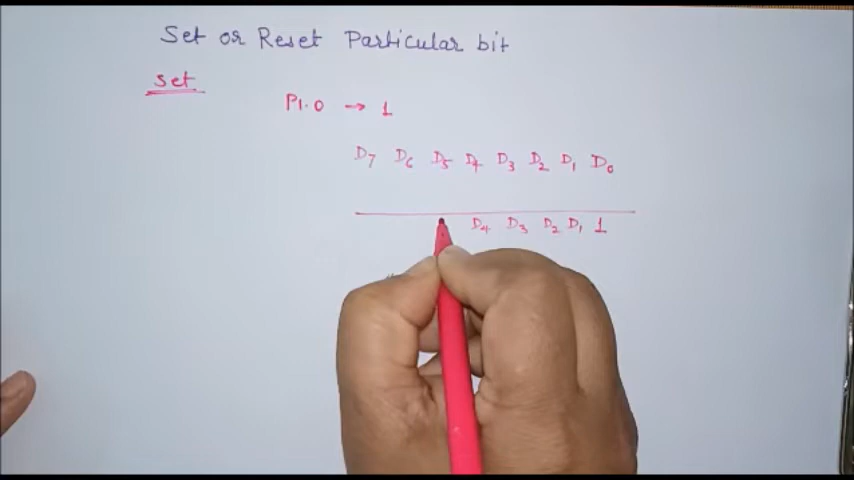 Set or Reset Particular bit
Set
P1.0 → 1
D7 D6 D5 D4 D3 D2 D1 D0
D4 D3 D2 D1 1